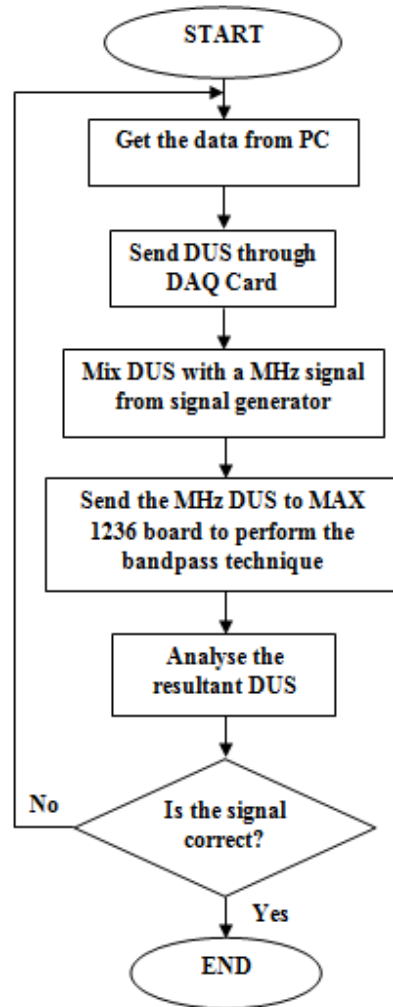 START
Get the data from PC
Send DUS through
DAQ Card
Mix DUS with a MHz signal
from signal generator
Send the MHz DUS to MAX
1236 board to perform the
bandpass technique
Analyse the
resultant DUS
No
Is the signal
correct?
Yes
END